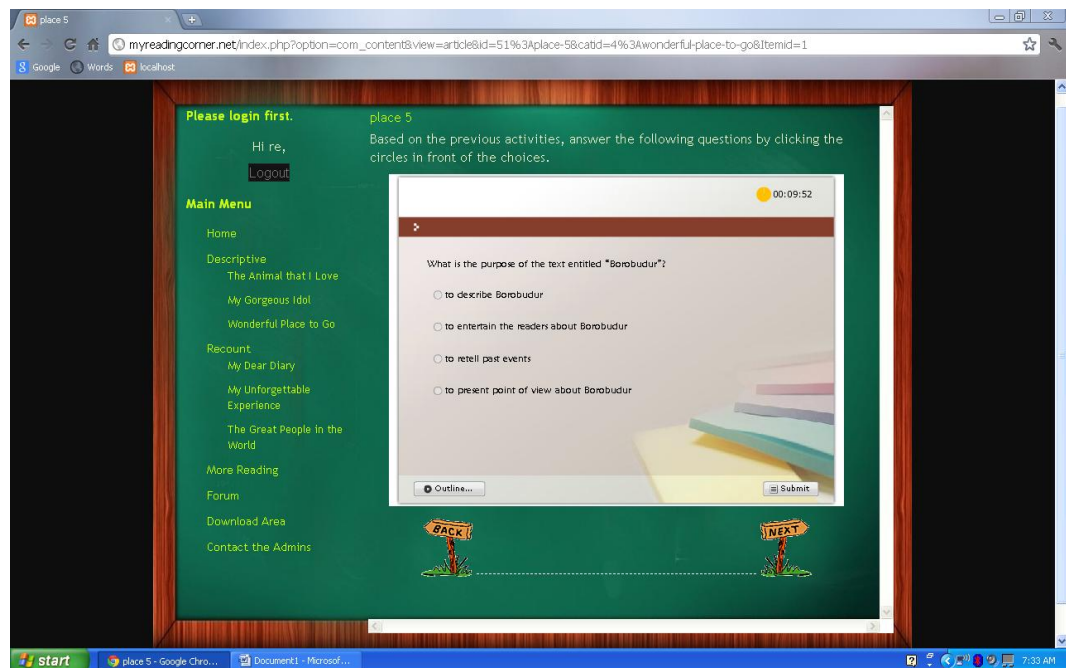 place 5
myreadingcorner.net/index.php?option=com_content&view=article&id=51%3Aplace-5&catid=4%3Awonderful-place-to-go&Itemid=1
Google Words localhost
Please login first.
Hi re,
Logout
Main Menu
Home
Descriptive
The Animal that I Love
My Gorgeous Idol
Wonderful Place to Go
Recount
My Dear Diary
My Unforgettable
Experience
The Great People in the
World
More Reading
Forum
Download Area
Contact the Admins
place 5
Based on the previous activities, answer the following questions by clicking the
circles in front of the choices.
00:09:52
What is the purpose of the text entitled "Borobudur"?
to describe Borobudur
to entertain the readers about Borobudur
to retell past events
to present point of view about Borobudur
Outline... Submit
BACK NEXT
start place 5 - Google Chro... Document1 - Microsof... 7:33 AM